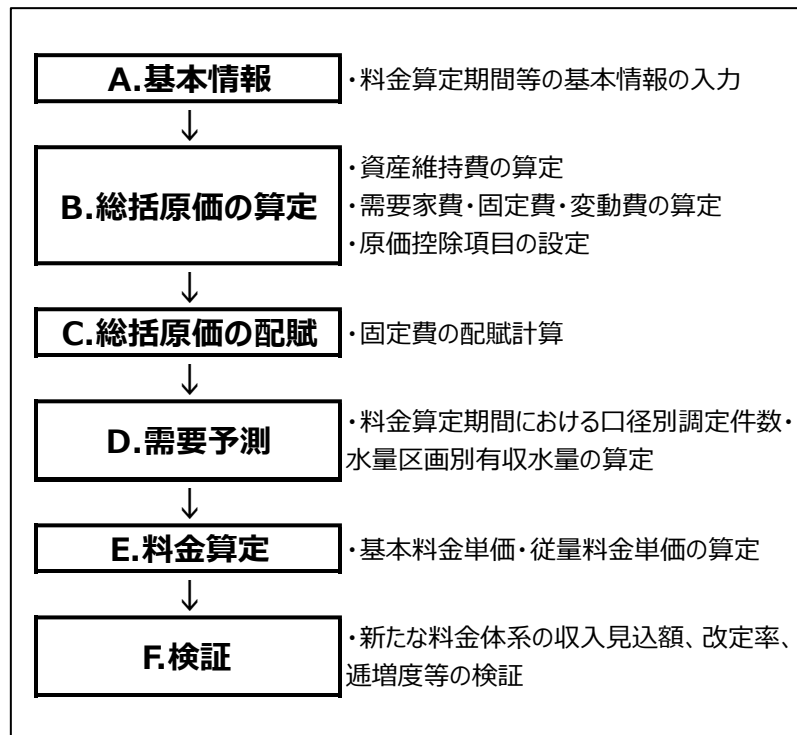 A.基本情報
・料金算定期間等の基本情報の入力
↓
B.総括原価の算定
・資産維持費の算定
・需要家費・固定費・変動費の算定
・原価控除項目の設定
↓
C.総括原価の配賦
・固定費の配賦計算
↓
D.需要予測
・料金算定期間における口径別調定件数・
水量区画別有収水量の算定
↓
E.料金算定
・基本料金単価・従量料金単価の算定
↓
F.検証
・新たな料金体系の収入見込額、改定率、
逓増度等の検証